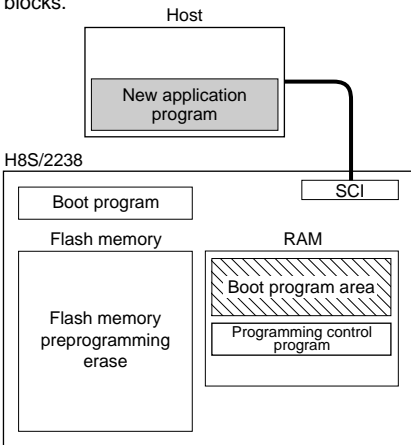 blocks.
Host
New application
program
H8S/2238
SCI
Boot program
Flash memory
RAM
Boot program area
Flash memory
preprogramming
erase
Programming control
program